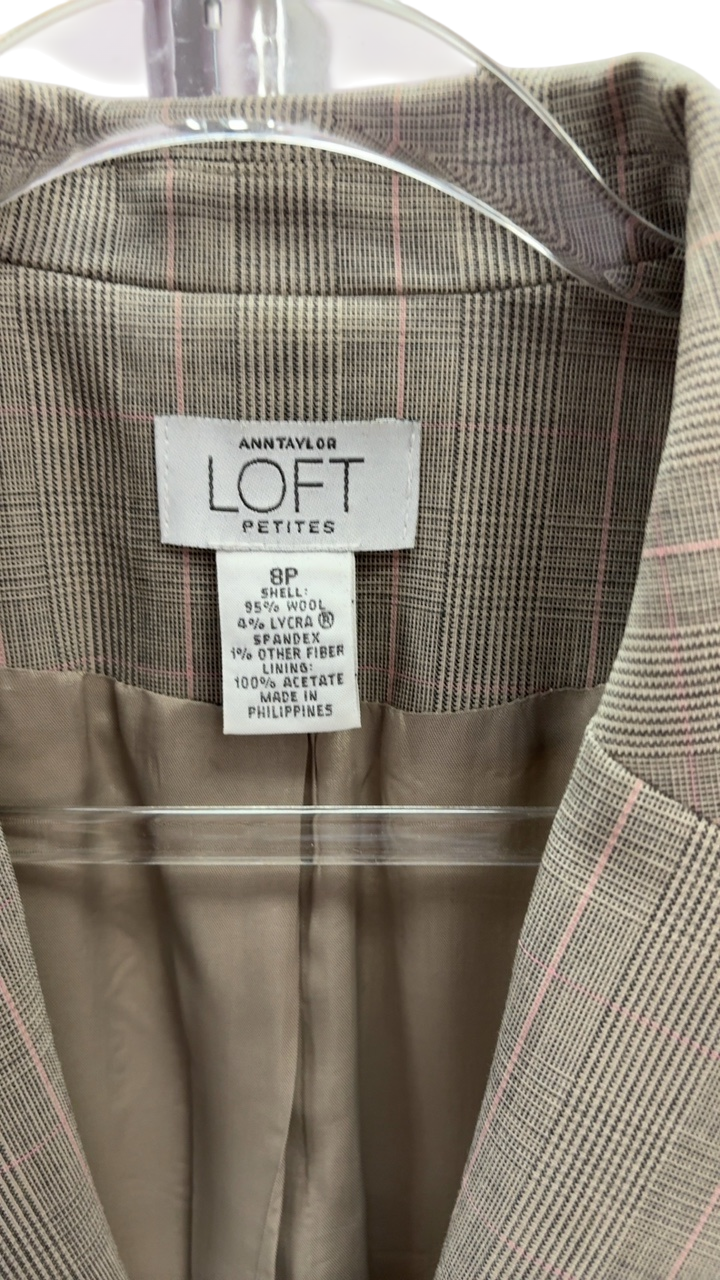 ANNTAYLOR
LOFT
PETITES
8P
SHELL:
95% WOOL
4% LYCRA ®
SPANDEX
1% OTHER FIBER
LINING:
100% ACETATE
MADE IN
PHILIPPINES